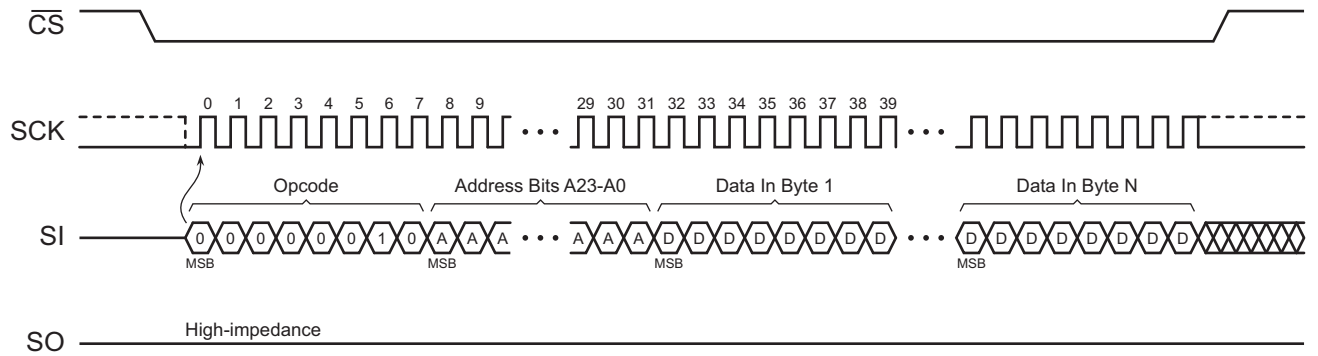 CS
0 1 2 3 4 5 6 7 8 9 29 30 31 32 33 34 35 36 37 38 39
SCK
Opcode Address Bits A23-A0 Data In Byte 1 Data In Byte N
SI 0 0 0 0 0 0 1 0 A A A A A A D D D D D D D D D D D D D D D D
MSB MSB MSB MSB
High-impedance
SO